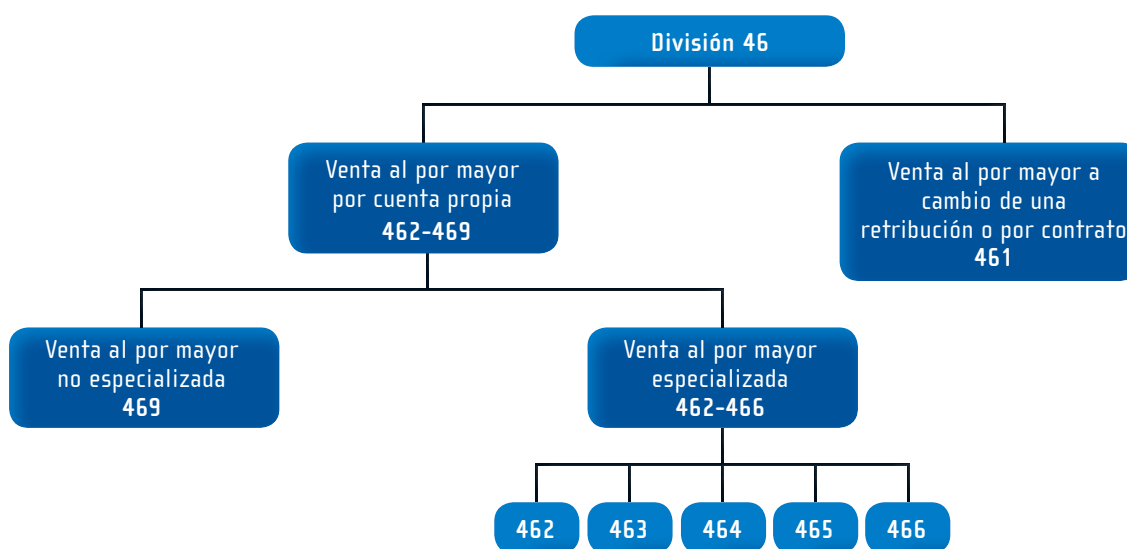 División 46
Venta al por mayor
por cuenta propia
462-469
Venta al por mayor a
cambio de una
retribución o por contrato
461
Venta al por mayor
no especializada
469
Venta al por mayor
especializada
462-466
462
463
464
465
466